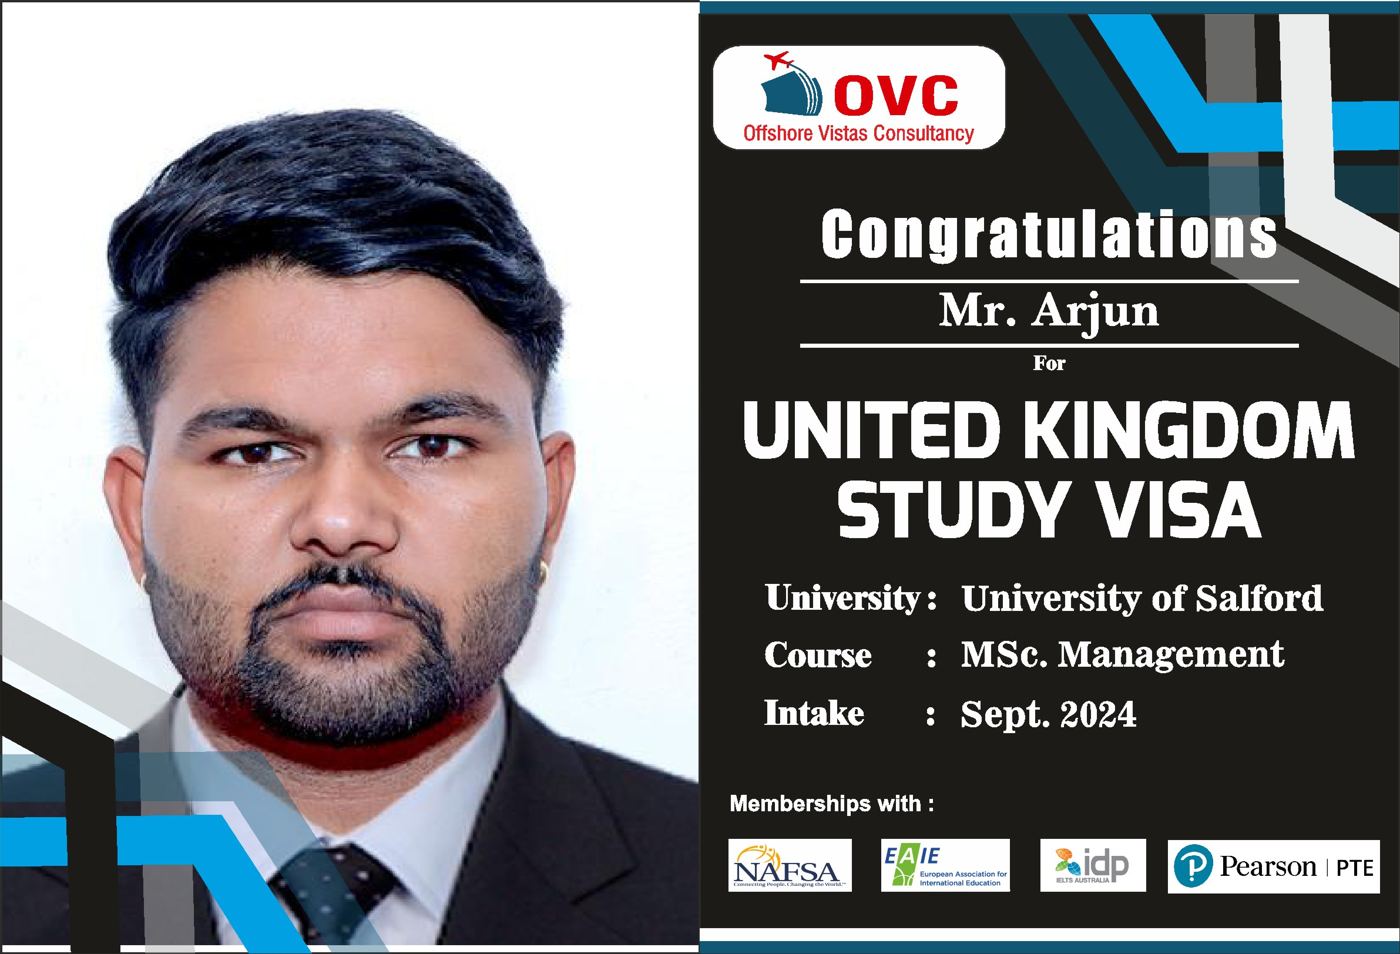 OVC
Offshore Vistas Consultancy
Congratulations
Mr. Arjun
For
UNITED KINGDOM
STUDY VISA
University : University of Salford
Course : MSc. Management
Intake : Sept. 2024
Memberships with :
NAFSA
Connecting People. Changing the World.™
EAIE
European Association for
International Education
idp
IELTS AUSTRALIA
Pearson | PTE